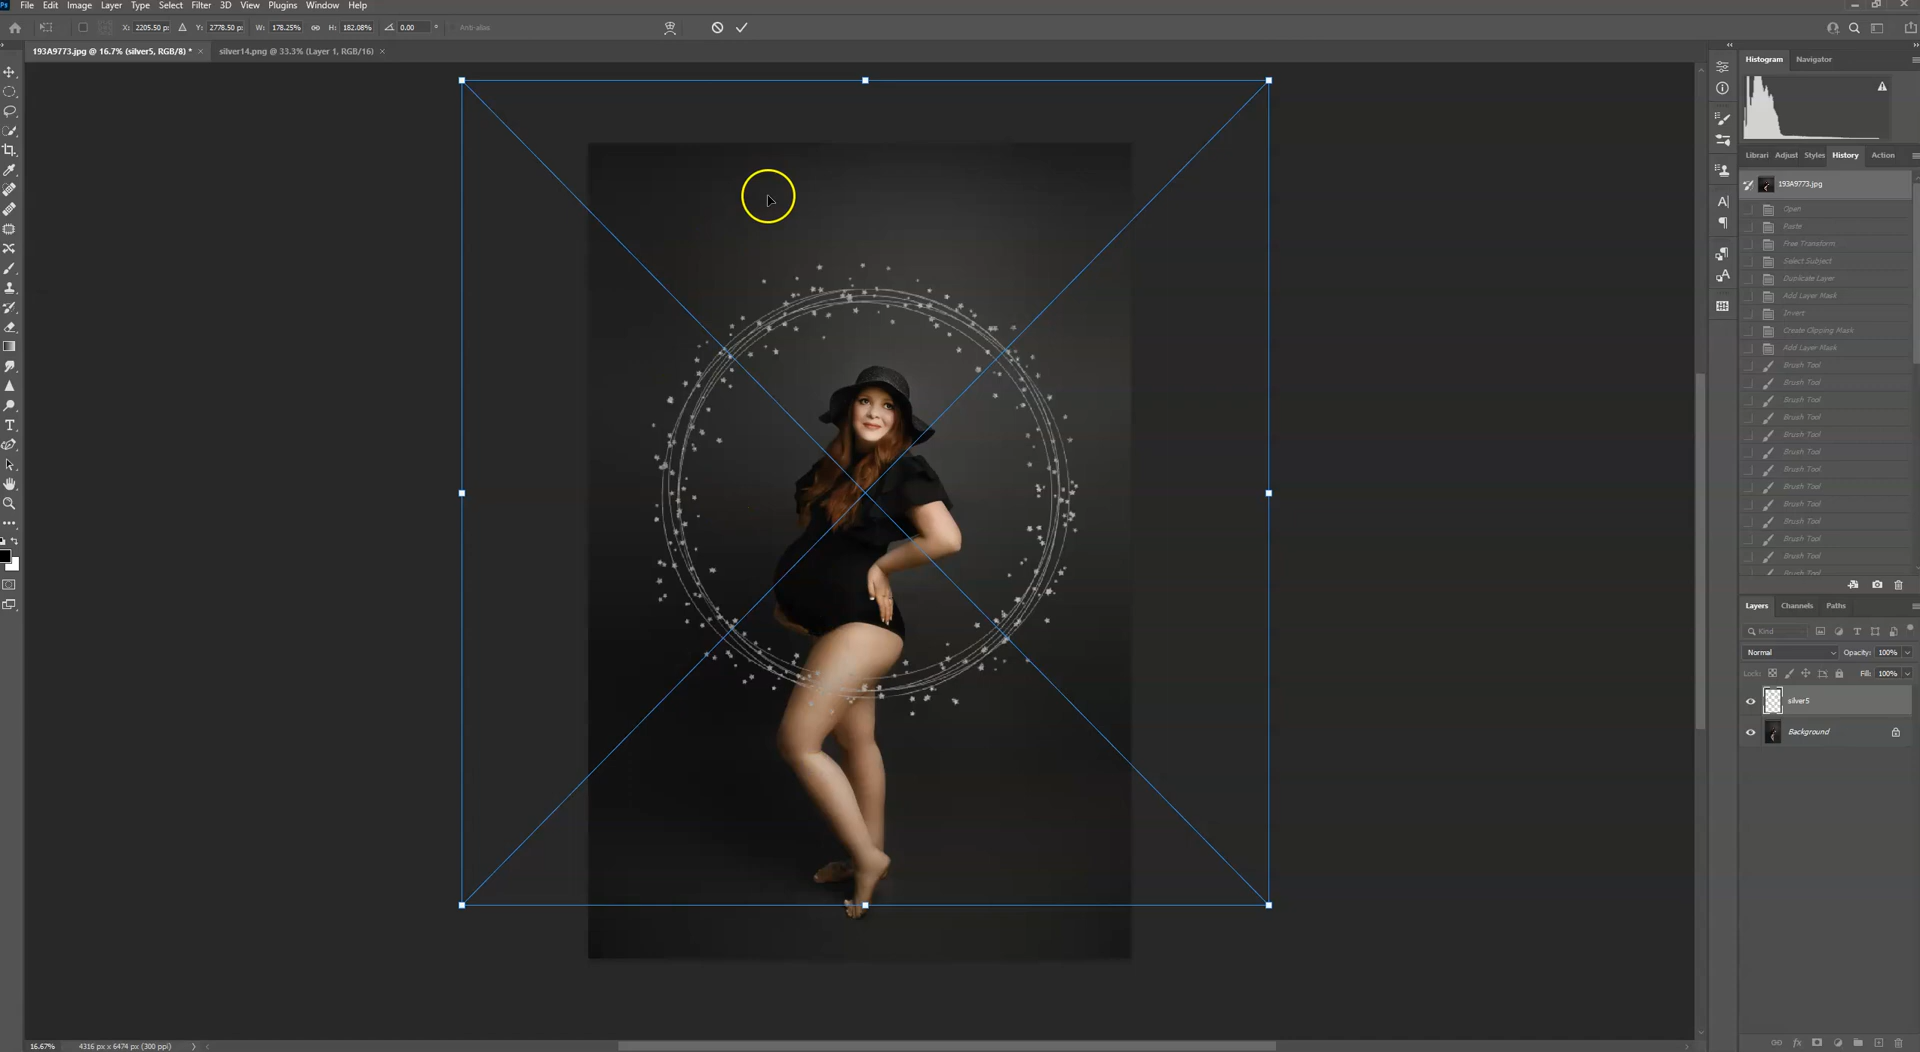 Ps File Edit Image Layer Type Select Filter 3D View Plugins Window Help
X: 2205.50 p: Y: 2778.50 p: W: 178.25% H: 182.08% 0.00 ° Anti-alias
193A9773.jpg @ 16.7% (silver5, RGB/8) * × silver14.png @ 33.3% (Layer 1, RGB/16) ×
Histogram Navigator
Librari Adjust Styles History Action
193A9773.jpg
Open
Paste
Free Transform
Select Subject
Duplicate Layer
Add Layer Mask
Invert
Create Clipping Mask
Add Layer Mask
Brush Tool
Brush Tool
Brush Tool
Brush Tool
Brush Tool
Brush Tool
Brush Tool
Brush Tool
Brush Tool
Brush Tool
Brush Tool
Brush Tool
Brush Tool
Layers Channels Paths
Kind
Normal Opacity: 100%
Lock: Fill: 100%
silver5
Background
16.67% 4316 px x 6474 px (300 ppi)